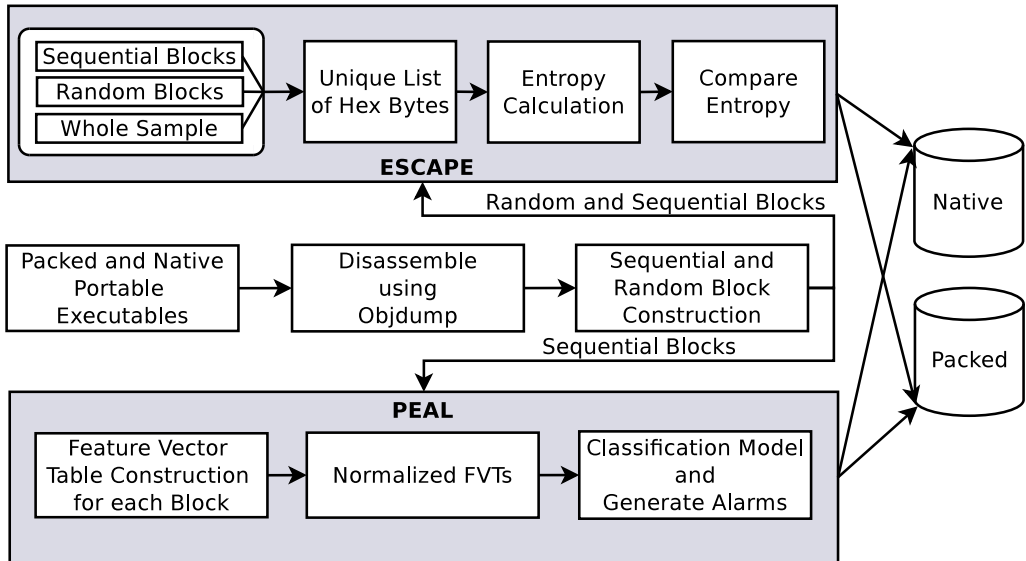 Sequential Blocks
Random Blocks
Whole Sample
Unique List
of Hex Bytes
Entropy
Calculation
Compare
Entropy
ESCAPE
Random and Sequential Blocks
Native
Packed and Native
Portable
Executables
Disassemble
using
Objdump
Sequential and
Random Block
Construction
Sequential Blocks
Packed
PEAL
Feature Vector
Table Construction
for each Block
Normalized FVTs
Classification Model
and
Generate Alarms